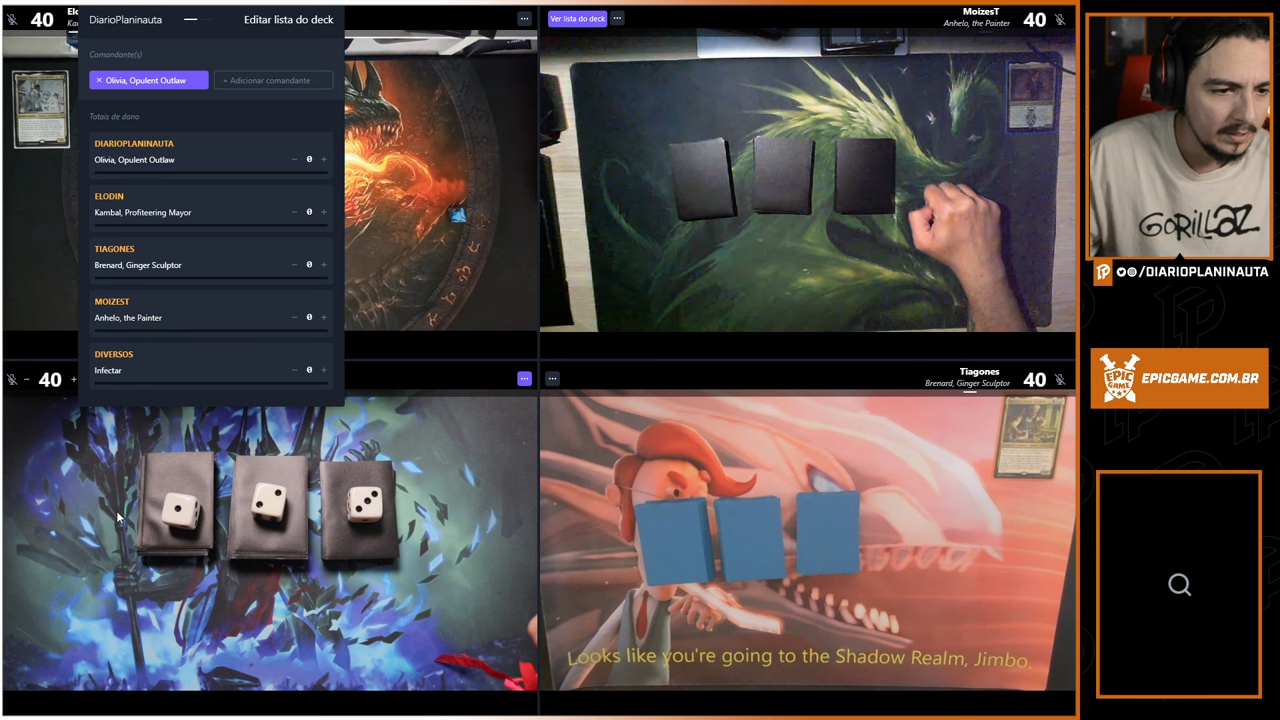 40
DiarioPlaninauta
Editar lista do deck
Comandante(s)
× Olivia, Opulent Outlaw
+ Adicionar comandante
Totais de dano
DIARIOPLANINAUTA
Olivia, Opulent Outlaw
− 0 +
ELODIN
Kambal, Profiteering Mayor
− 0 +
TIAGONES
Brenard, Ginger Sculptor
− 0 +
MOIZEST
Anhelo, the Painter
− 0 +
DIVERSOS
Infectar
− 0 +
Ver lista do deck
MoizesT
Anhelo, the Painter
40
− 40 +
Tiagones
Brenard, Ginger Sculptor
40
Looks like you're going to the Shadow Realm, Jimbo.
GORILLAZ
/DIARIOPLANINAUTA
EPIC GAME
EPICGAME.COM.BR